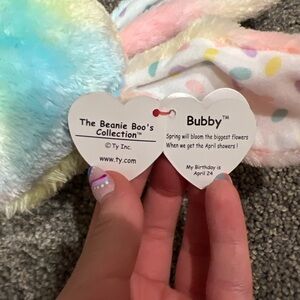 The Beanie Boo's
Collection™
© Ty Inc.
www.ty.com
Bubby™
Spring will bloom the biggest flowers
When we get the April showers !
My Birthday is
April 24